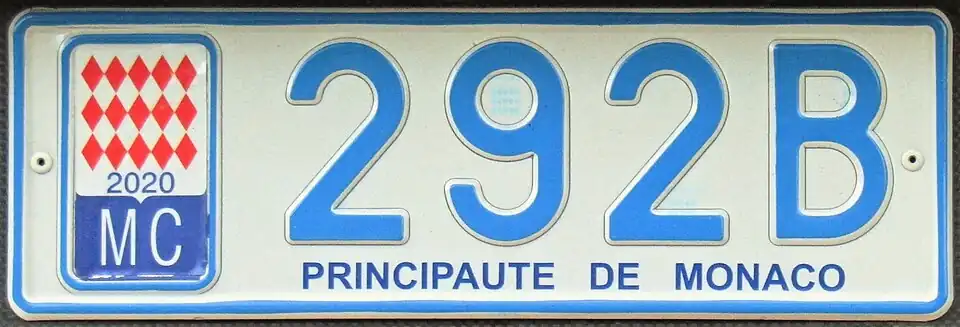 2020
MC
292B
PRINCIPAUTE DE MONACO